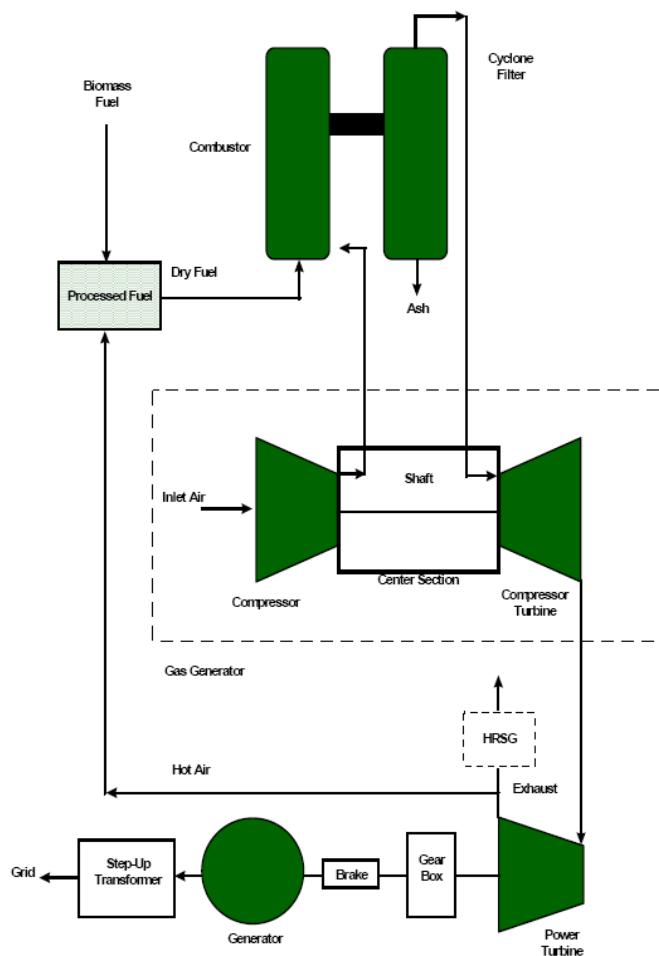 Cyclone
Filter
Biomass
Fuel
Combustor
Dry Fuel
Processed Fuel
Ash
Shaft
Inlet Air
Center Section
Compressor
Compressor
Turbine
Gas Generator
HRSG
Hot Air
Exhaust
Step-Up
Transformer
Gear
Box
Grid
Brake
Generator
Power
Turbine